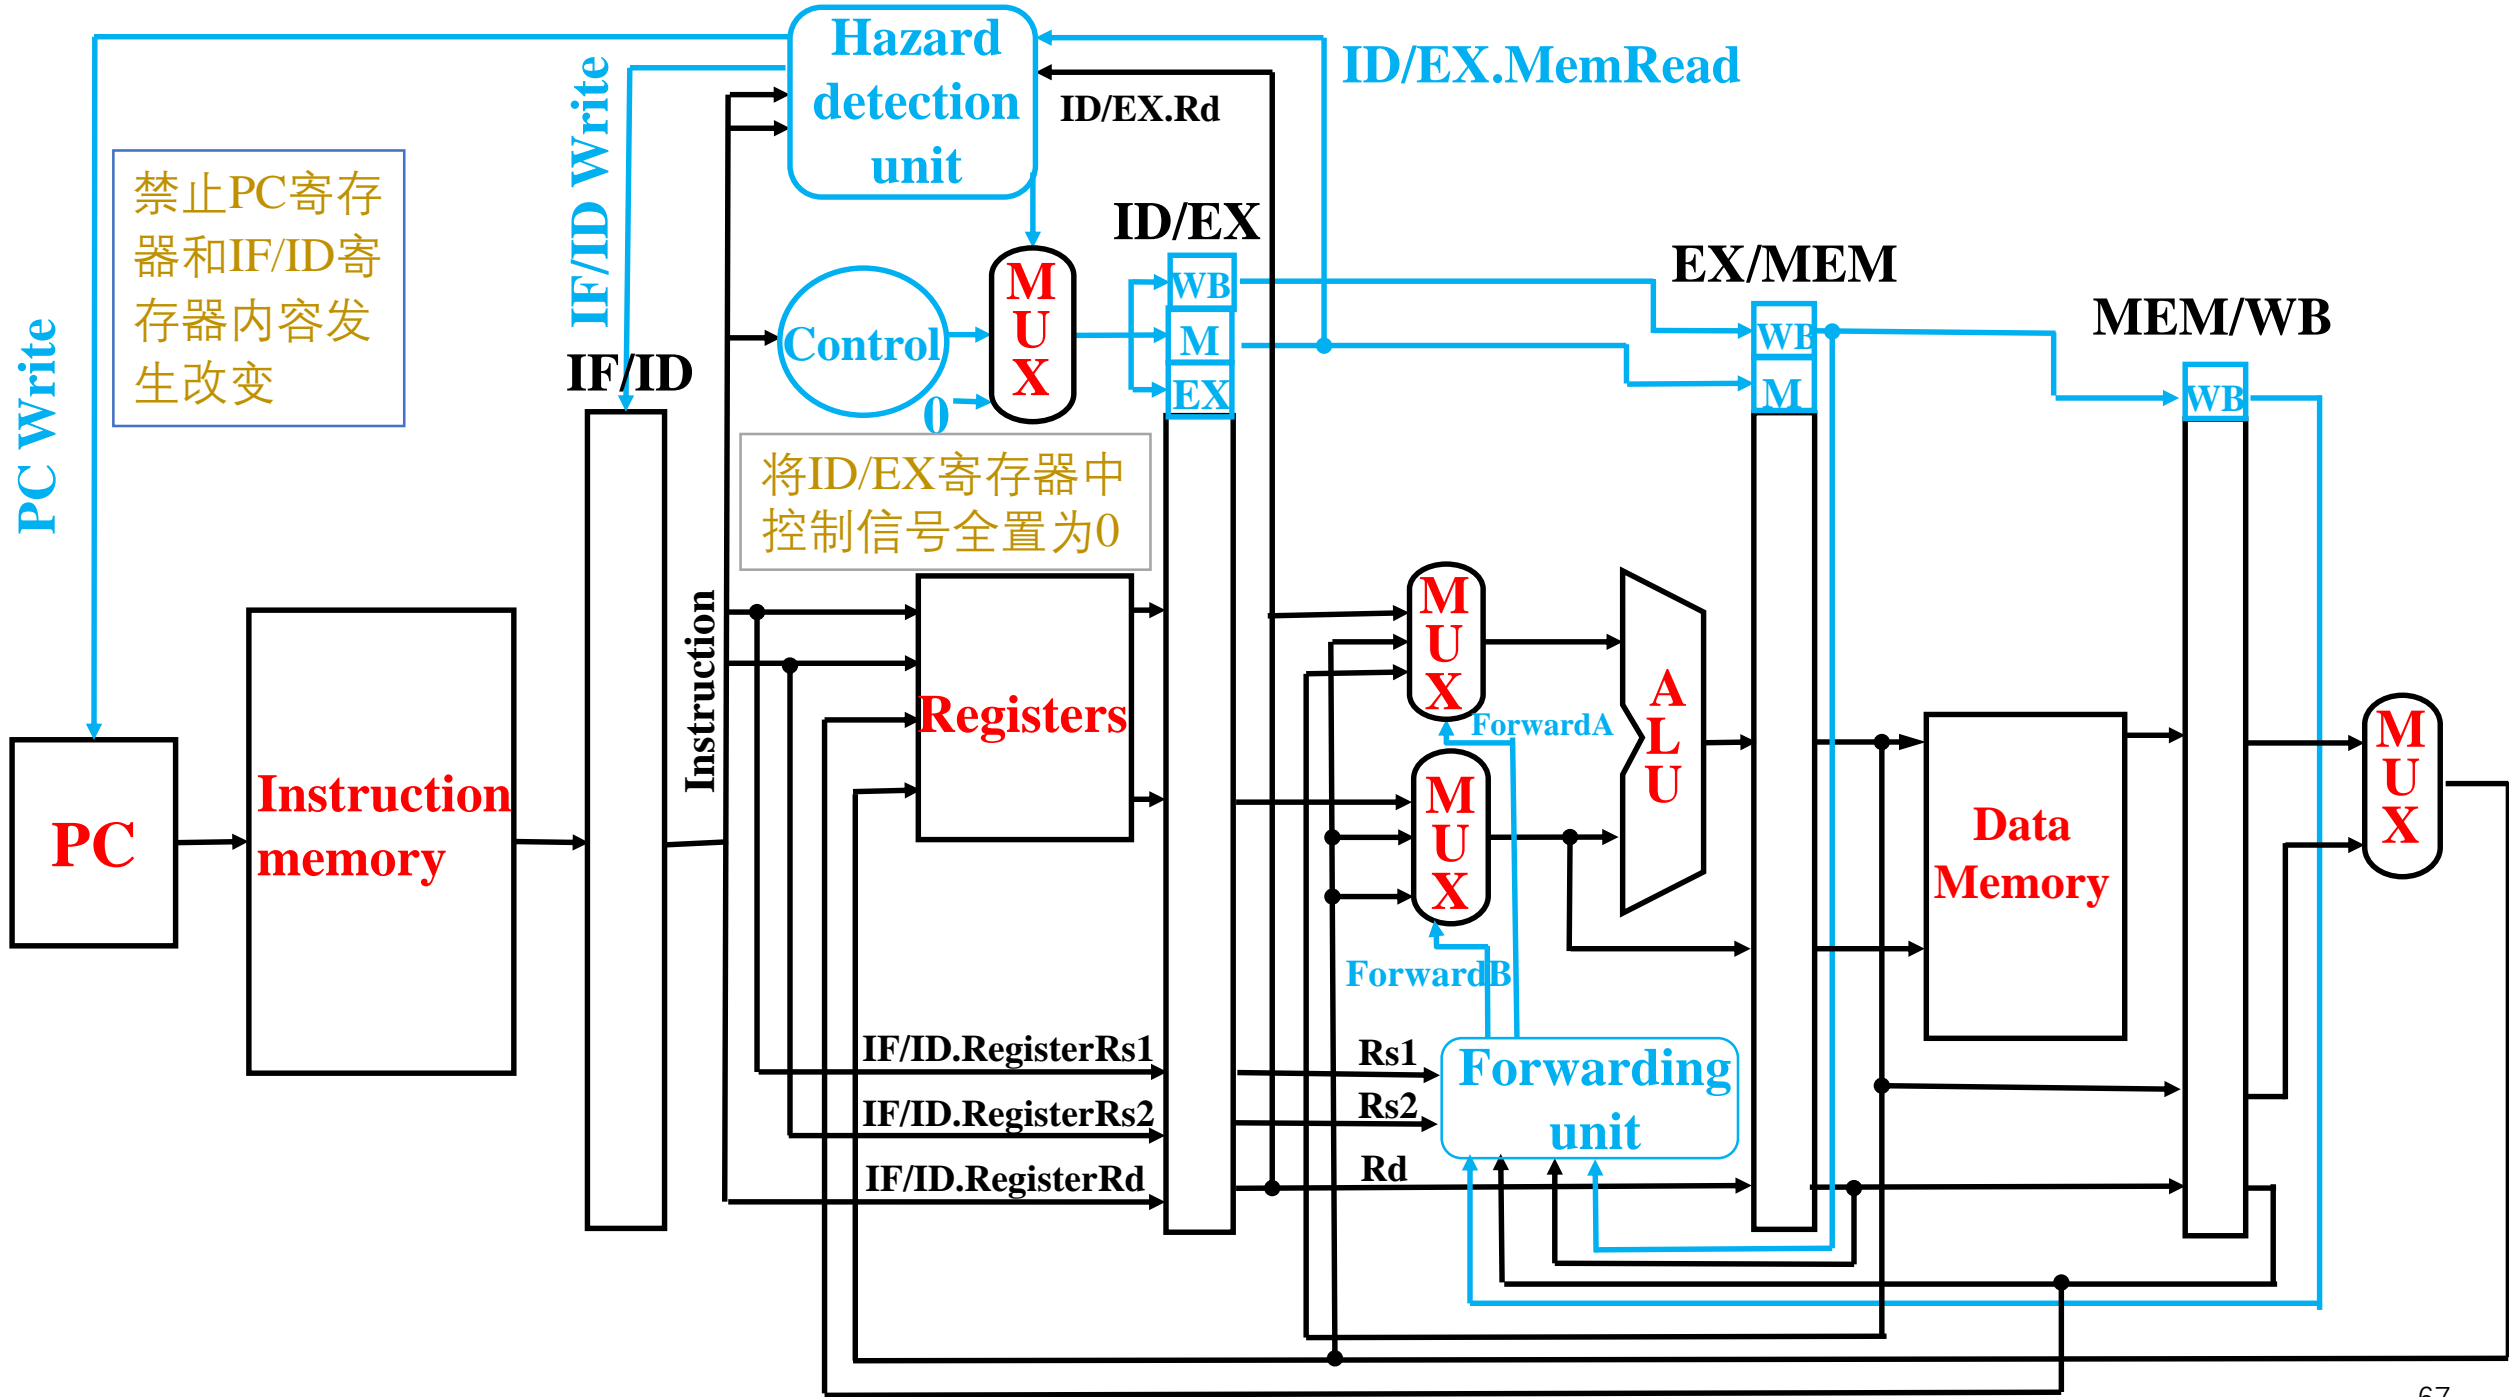 Hazard
detection
unit
ID/EX.MemRead
ID/EX.Rd
IF/ID Write
PC Write
禁止PC寄存
器和IF/ID寄
存器内容发
生改变
ID/EX
EX/MEM
MEM/WB
IF/ID
Control
0
M
U
X
WB
M
EX
WB
M
WB
将ID/EX寄存器中
控制信号全置为0
Instruction
PC
Instruction
memory
Registers
M
U
X
ForwardA
M
U
X
ForwardB
A
L
U
Data
Memory
M
U
X
IF/ID.RegisterRs1
IF/ID.RegisterRs2
IF/ID.RegisterRd
Rs1
Rs2
Rd
Forwarding
unit
67